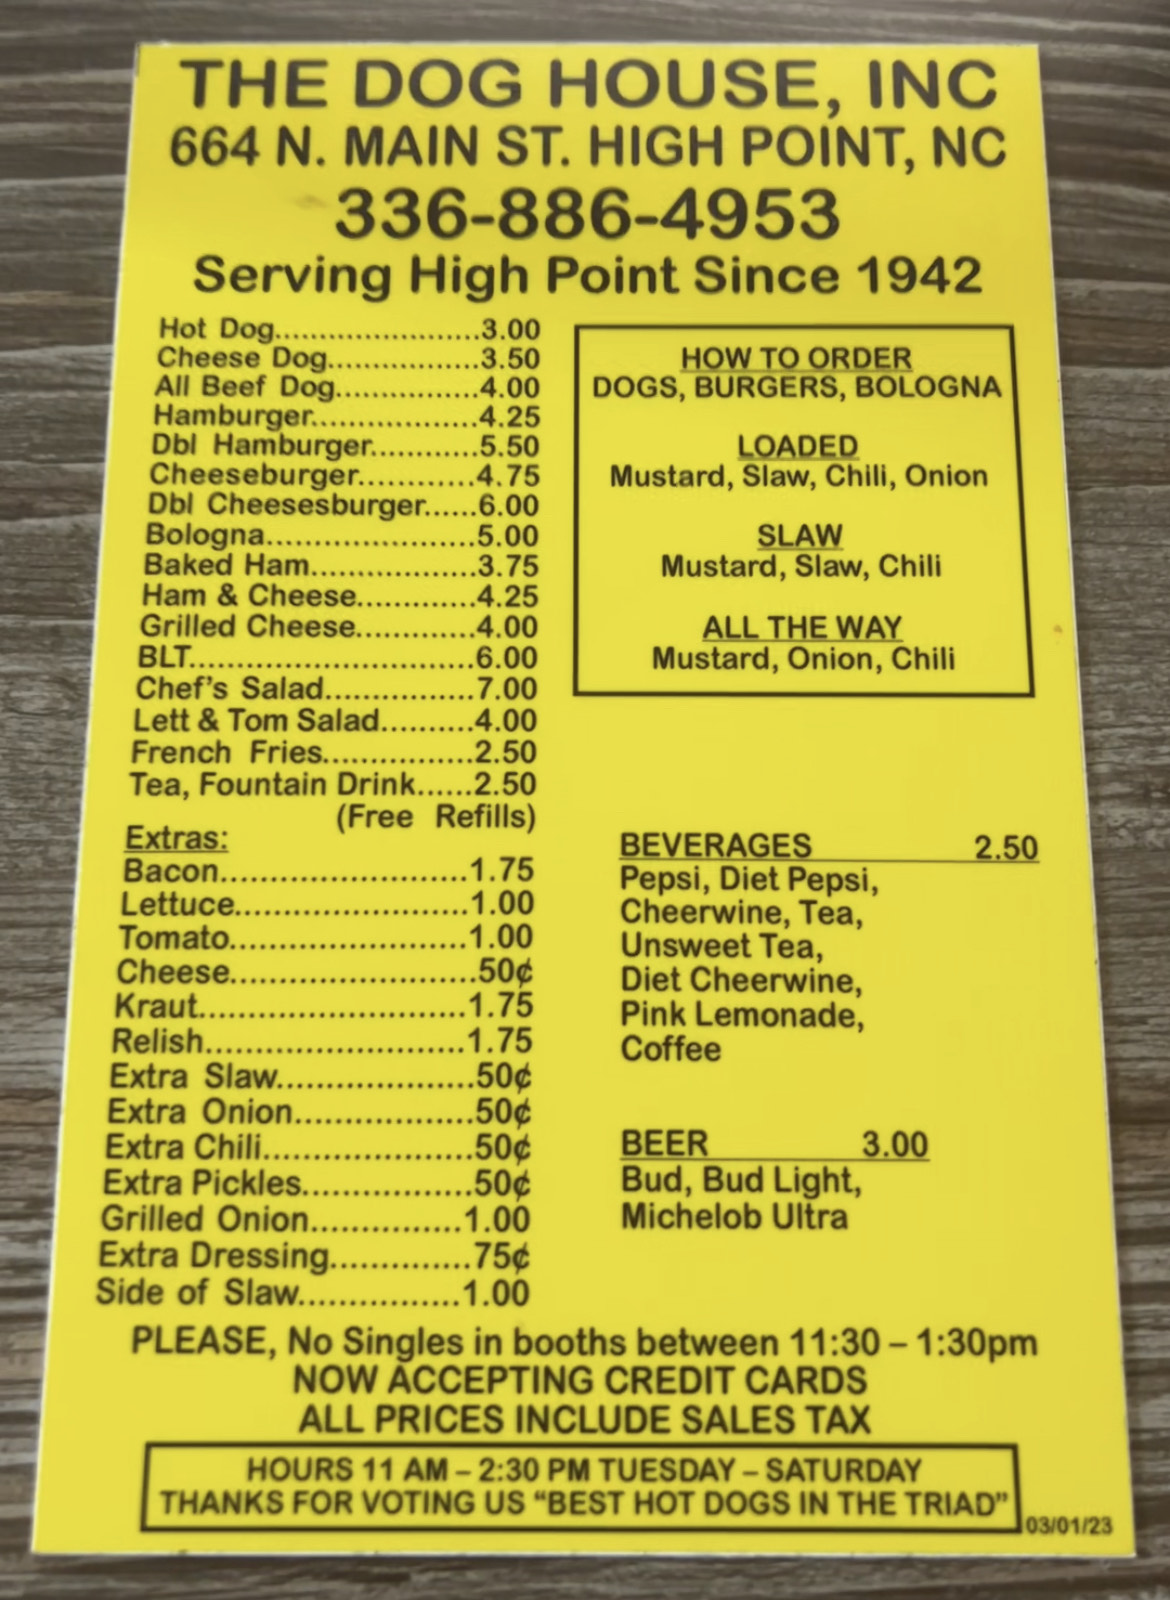 THE DOG HOUSE, INC
664 N. MAIN ST. HIGH POINT, NC
336-886-4953
Serving High Point Since 1942
Hot Dog......................3.00
Cheese Dog................3.50
All Beef Dog...............4.00
Hamburger..................4.25
Dbl Hamburger...........5.50
Cheeseburger............4.75
Dbl Cheesesburger......6.00
Bologna......................5.00
Baked Ham.................3.75
Ham & Cheese............4.25
Grilled Cheese............4.00
BLT...........................6.00
Chef's Salad...............7.00
Lett & Tom Salad.........4.00
French Fries...............2.50
Tea, Fountain Drink......2.50
(Free Refills)
Extras:
Bacon........................1.75
Lettuce.......................1.00
Tomato.......................1.00
Cheese.......................50¢
Kraut.........................1.75
Relish.........................1.75
Extra Slaw...................50¢
Extra Onion.................50¢
Extra Chili...................50¢
Extra Pickles................50¢
Grilled Onion..............1.00
Extra Dressing.............75¢
Side of Slaw................1.00
HOW TO ORDER
DOGS, BURGERS, BOLOGNA
LOADED
Mustard, Slaw, Chili, Onion
SLAW
Mustard, Slaw, Chili
ALL THE WAY
Mustard, Onion, Chili
BEVERAGES 2.50
Pepsi, Diet Pepsi,
Cheerwine, Tea,
Unsweet Tea,
Diet Cheerwine,
Pink Lemonade,
Coffee
BEER 3.00
Bud, Bud Light,
Michelob Ultra
PLEASE, No Singles in booths between 11:30 – 1:30pm
NOW ACCEPTING CREDIT CARDS
ALL PRICES INCLUDE SALES TAX
HOURS 11 AM – 2:30 PM TUESDAY – SATURDAY
THANKS FOR VOTING US “BEST HOT DOGS IN THE TRIAD”
03/01/23